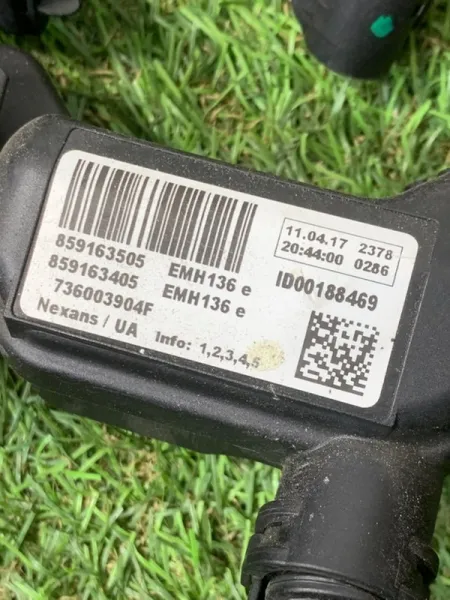 859163505 EMH136 e
859163405 EMH136 e
736003904F
Nexans / UA Info: 1,2,3,4,5
11.04.17 2378
20:44:00 0286
ID00188469